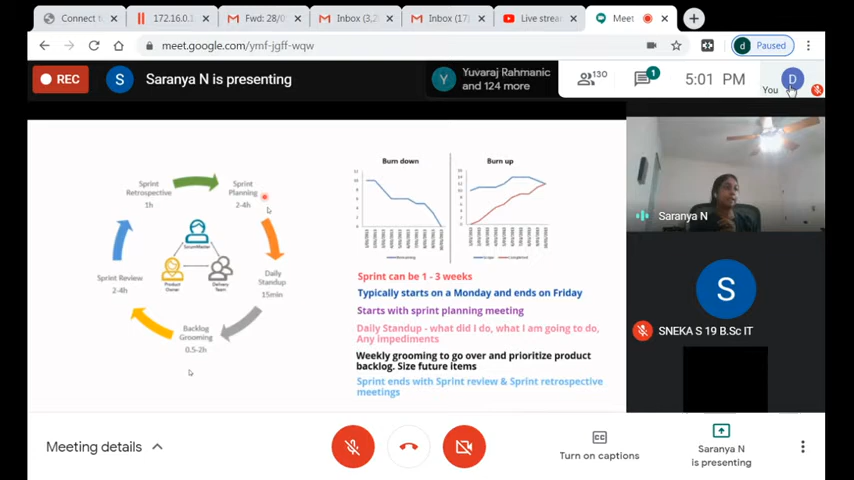 Connect t
172.16.0.1
Fwd: 28/0
Inbox (3,2
Inbox (17)
Live strea
Meet
meet.google.com/ymf-jgff-wqw
d
Paused
REC
S
Saranya N is presenting
Y
Yuvaraj Rahmanic
and 124 more
130
1
5:01 PM
You
D
Sprint
Retrospective
1h
Sprint
Planning
2-4h
ScrumMaster
Product
Owner
Delivery
Team
Sprint Review
2-4h
Daily
Standup
15min
Backlog
Grooming
0.5-2h
Burn down
Burn up
Sprint can be 1 - 3 weeks
Typically starts on a Monday and ends on Friday
Starts with sprint planning meeting
Daily Standup - what did I do, what I am going to do,
Any impediments
Weekly grooming to go over and prioritize product
backlog. Size future items
Sprint ends with Sprint review & Sprint retrospective
meetings
Saranya N
S
SNEKA S 19 B.Sc IT
Meeting details
Turn on captions
Saranya N
is presenting